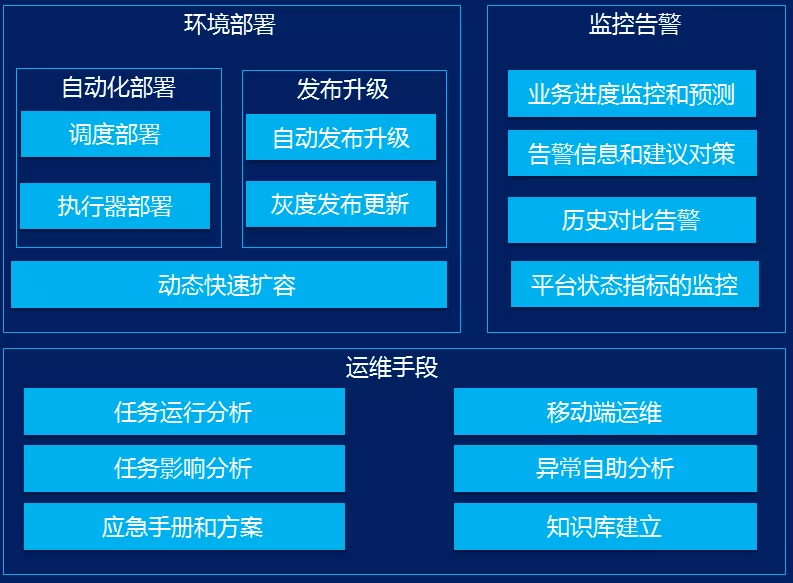 环境部署
自动化部署
调度部署
执行器部署
发布升级
自动发布升级
灰度发布更新
动态快速扩容
监控告警
业务进度监控和预测
告警信息和建议对策
历史对比告警
平台状态指标的监控
运维手段
任务运行分析
任务影响分析
应急手册和方案
移动端运维
异常自助分析
知识库建立